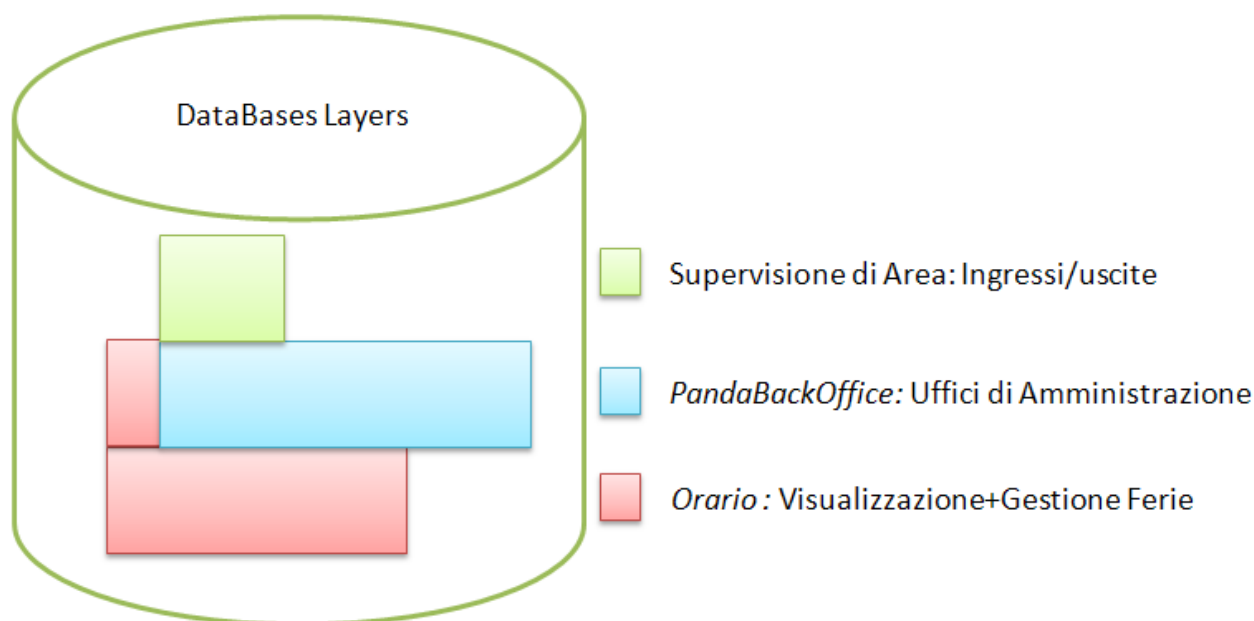 DataBases Layers
Supervisione di Area: Ingressi/uscite
PandaBackOffice: Uffici di Amministrazione
Orario : Visualizzazione+Gestione Ferie